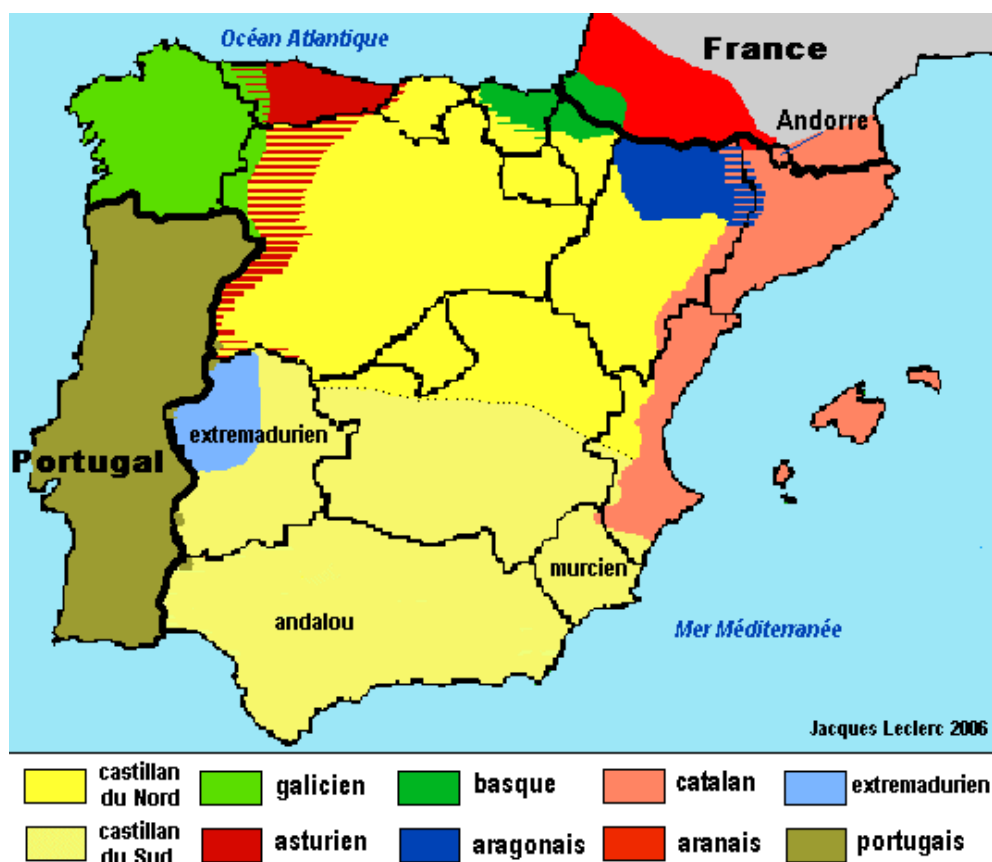 Océan Atlantique
France
Andorre
extremadurien
Portugal
murcien
andalou
Mer Méditerranée
Jacques Leclerc 2006
castillan
du Nord
galicien
basque
catalan
extremadurien
castillan
du Sud
asturien
aragonais
aranais
portugais